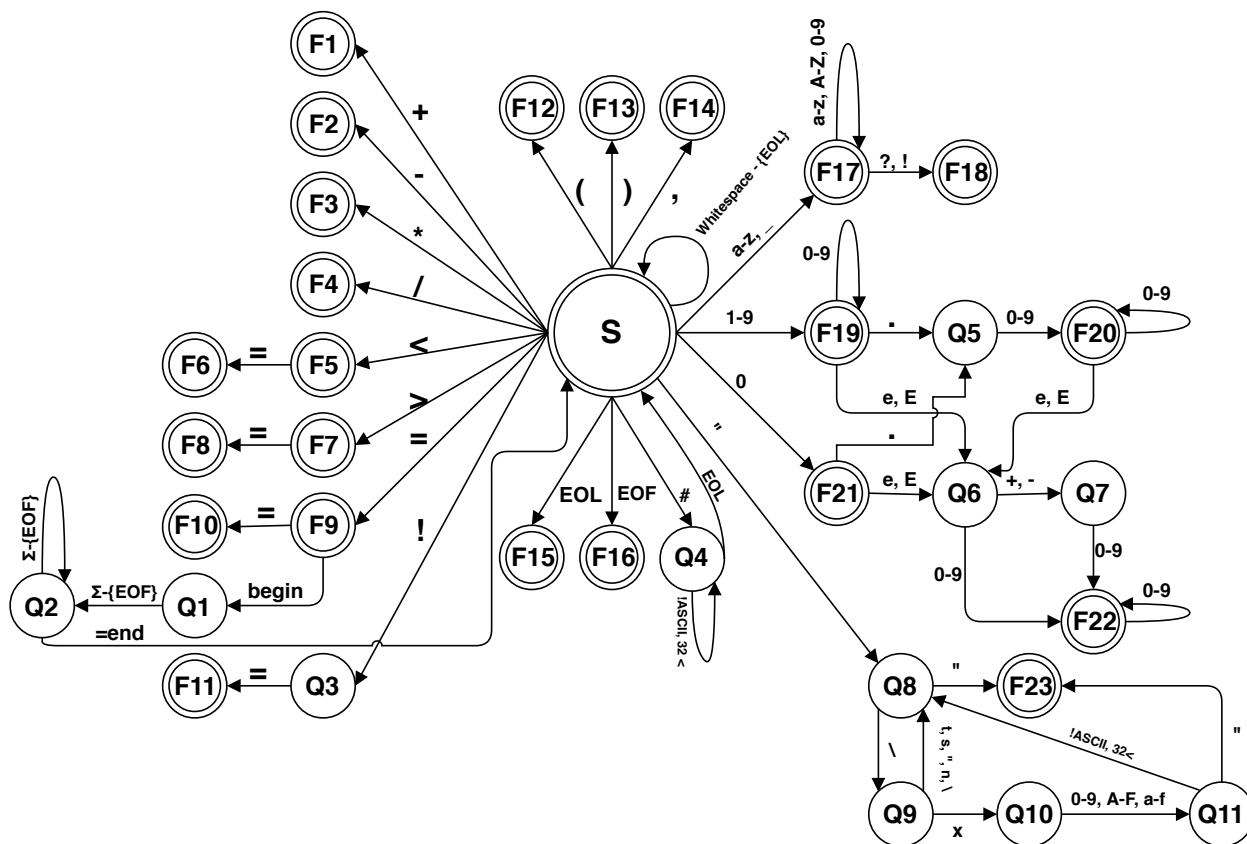 F1
F2
F3
F4
F6
=
F5
F8
=
F7
F10
=
F9
Q2
Σ-{EOF}
Σ-{EOF}
Q1
begin
=end
F11
=
Q3
+
-
*
/
<
>
=
!
F12
F13
F14
(
)
,
Whitespace - {EOL}
S
EOL
EOF
#
EOL
F15
F16
Q4
!ASCII, 32 <
a-z, _
a-z, A-Z, 0-9
F17
?, !
F18
1-9
0-9
F19
.
Q5
0-9
F20
0-9
0
e, E
e, E
.
F21
e, E
Q6
+, -
Q7
0-9
0-9
F22
0-9
"
Q8
"
F23
\
t, s, ", n, \
!ASCII, 32<
"
Q9
x
Q10
0-9, A-F, a-f
Q11